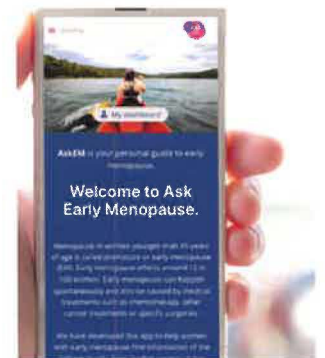 My dashboard
AskEM is your personal guide to early
menopause.
Welcome to Ask
Early Menopause.
Menopause in women younger than 45 years
of age is called premature or early menopause
(EM). Early menopause affects around 12 in
100 women. Early menopause can happen
spontaneously and also be caused by medical
treatments such as chemotherapy, other
cancer treatments or specific surgeries.
We have developed this app to help women
with early menopause find information of the